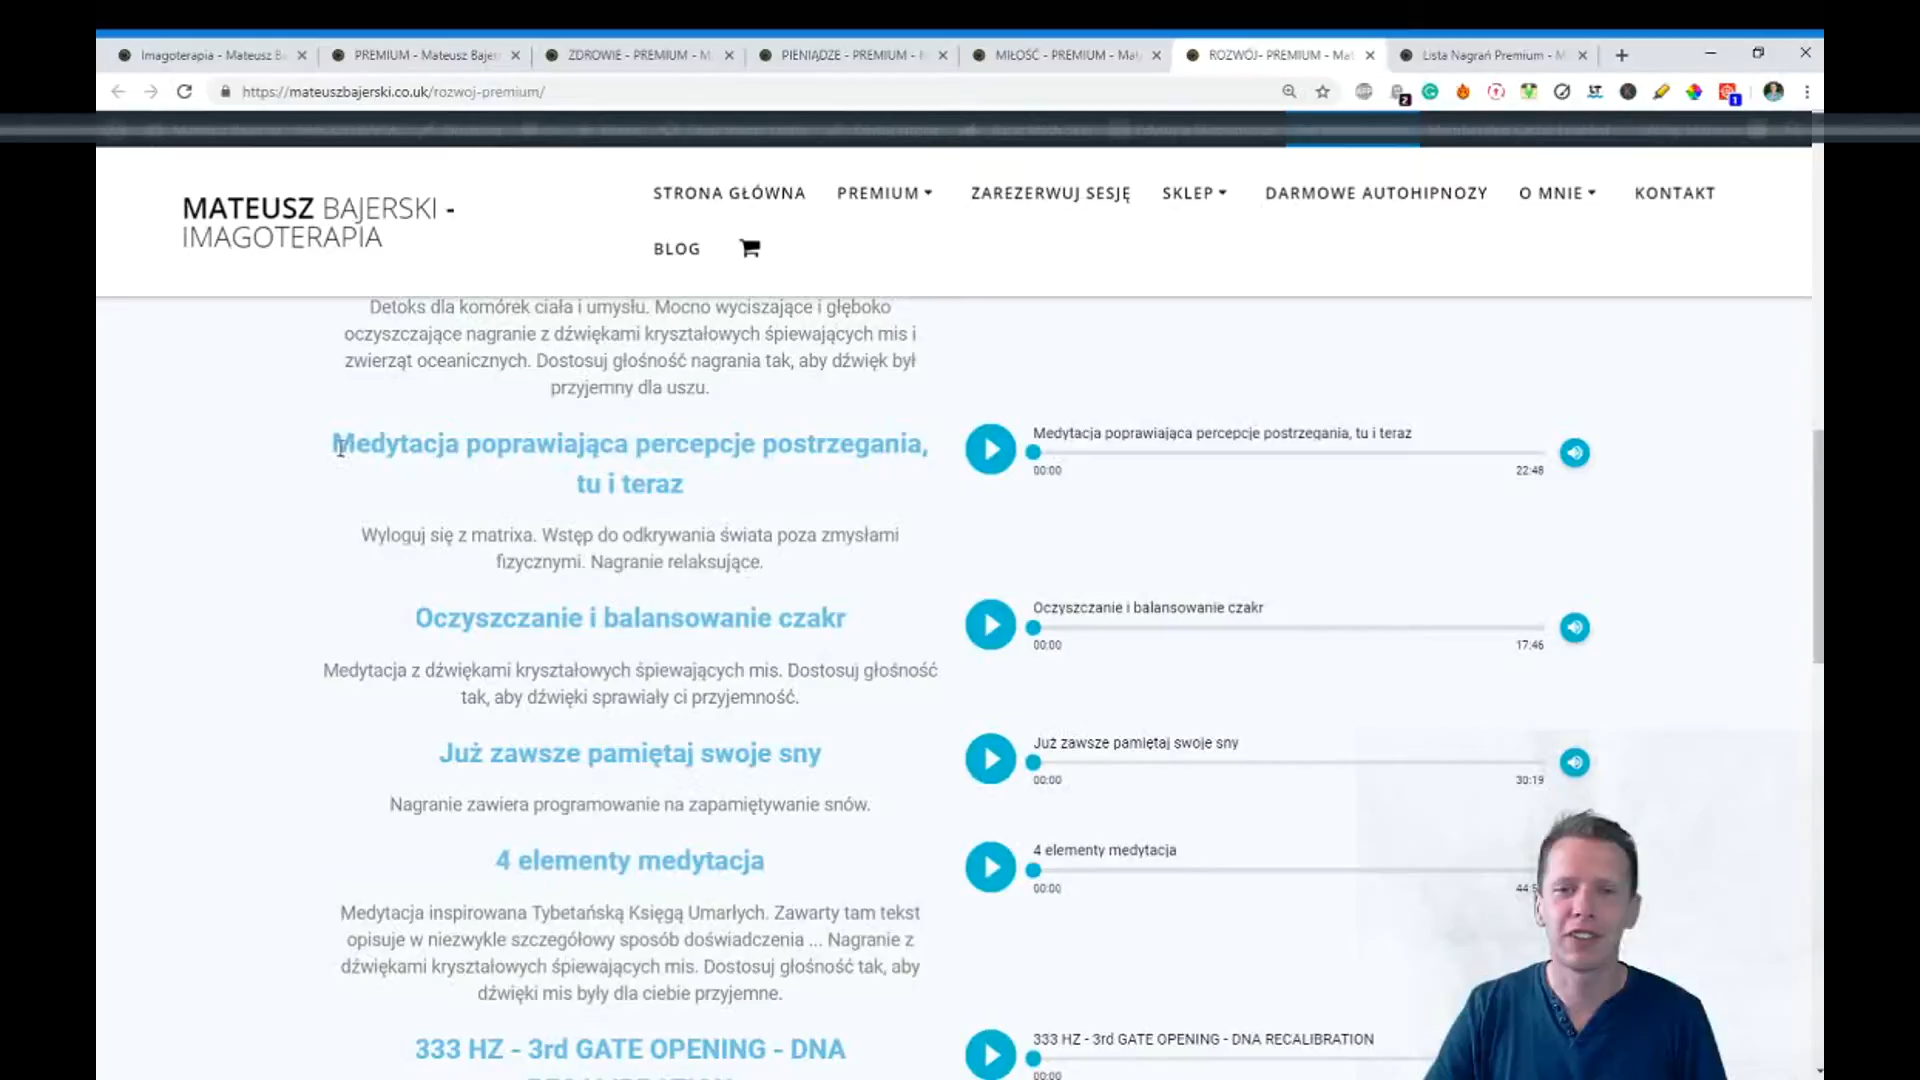 Imagoterapia - Mateusz B
PREMIUM - Mateusz Bajer
ZDROWIE - PREMIUM - M
PIENIĄDZE - PREMIUM -
MIŁOŚĆ - PREMIUM - Mat
ROZWÓJ- PREMIUM - Mat
Lista Nagrań Premium - M
https://mateuszbajerski.co.uk/rozwoj-premium/
MATEUSZ BAJERSKI -
IMAGOTERAPIA
STRONA GŁÓWNA
PREMIUM
ZAREZERWUJ SESJĘ
SKLEP
DARMOWE AUTOHIPNOZY
O MNIE
KONTAKT
BLOG
Detoks dla komórek ciała i umysłu. Mocno wyciszające i głęboko
oczyszczające nagranie z dźwiękami kryształowych śpiewających mis i
zwierząt oceanicznych. Dostosuj głośność nagrania tak, aby dźwięk był
przyjemny dla uszu.
Medytacja poprawiająca percepcje postrzegania,
tu i teraz
Medytacja poprawiająca percepcje postrzegania, tu i teraz
00:00
22:48
Wyloguj się z matrixa. Wstęp do odkrywania świata poza zmysłami
fizycznymi. Nagranie relaksujące.
Oczyszczanie i balansowanie czakr
Oczyszczanie i balansowanie czakr
00:00
17:46
Medytacja z dźwiękami kryształowych śpiewających mis. Dostosuj głośność
tak, aby dźwięki sprawiały ci przyjemność.
Już zawsze pamiętaj swoje sny
Już zawsze pamiętaj swoje sny
00:00
30:19
Nagranie zawiera programowanie na zapamiętywanie snów.
4 elementy medytacja
4 elementy medytacja
00:00
44:5
Medytacja inspirowana Tybetańską Księgą Umarłych. Zawarty tam tekst
opisuje w niezwykle szczegółowy sposób doświadczenia ... Nagranie z
dźwiękami kryształowych śpiewających mis. Dostosuj głośność tak, aby
dźwięki mis były dla ciebie przyjemne.
333 HZ - 3rd GATE OPENING - DNA
333 HZ - 3rd GATE OPENING - DNA RECALIBRATION
00:00